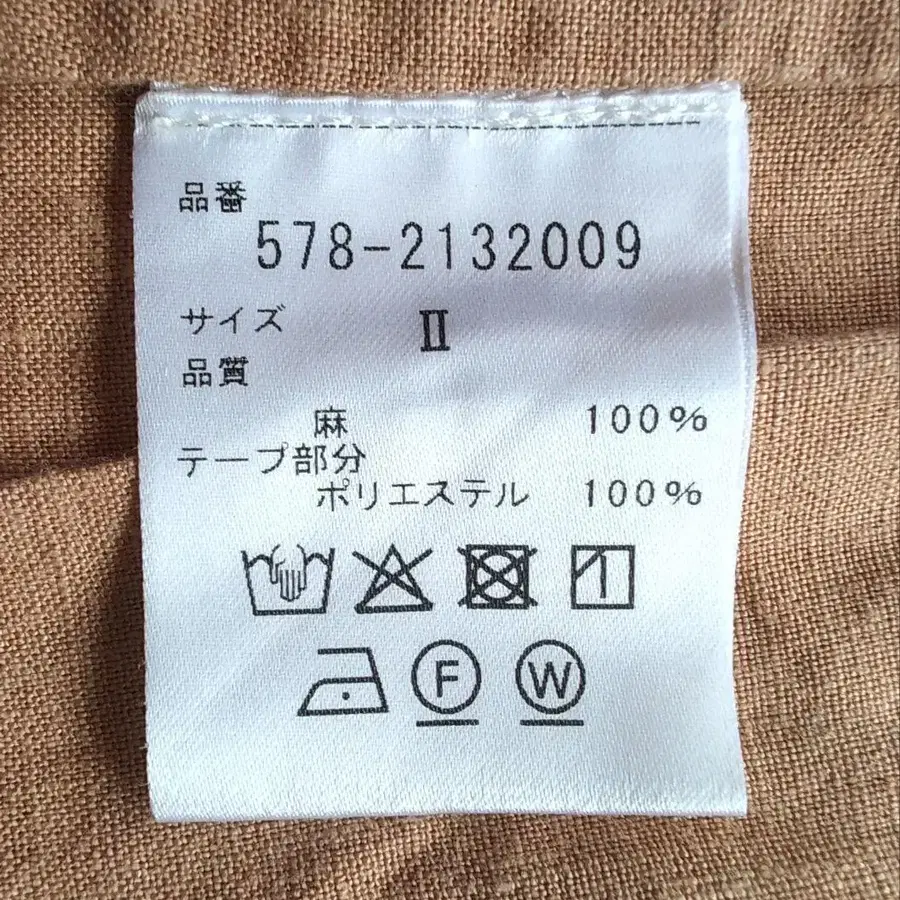 品番
578-2132009
サイズ Ⅱ
品質
麻 100%
テープ部分
ポリエステル 100%
F W